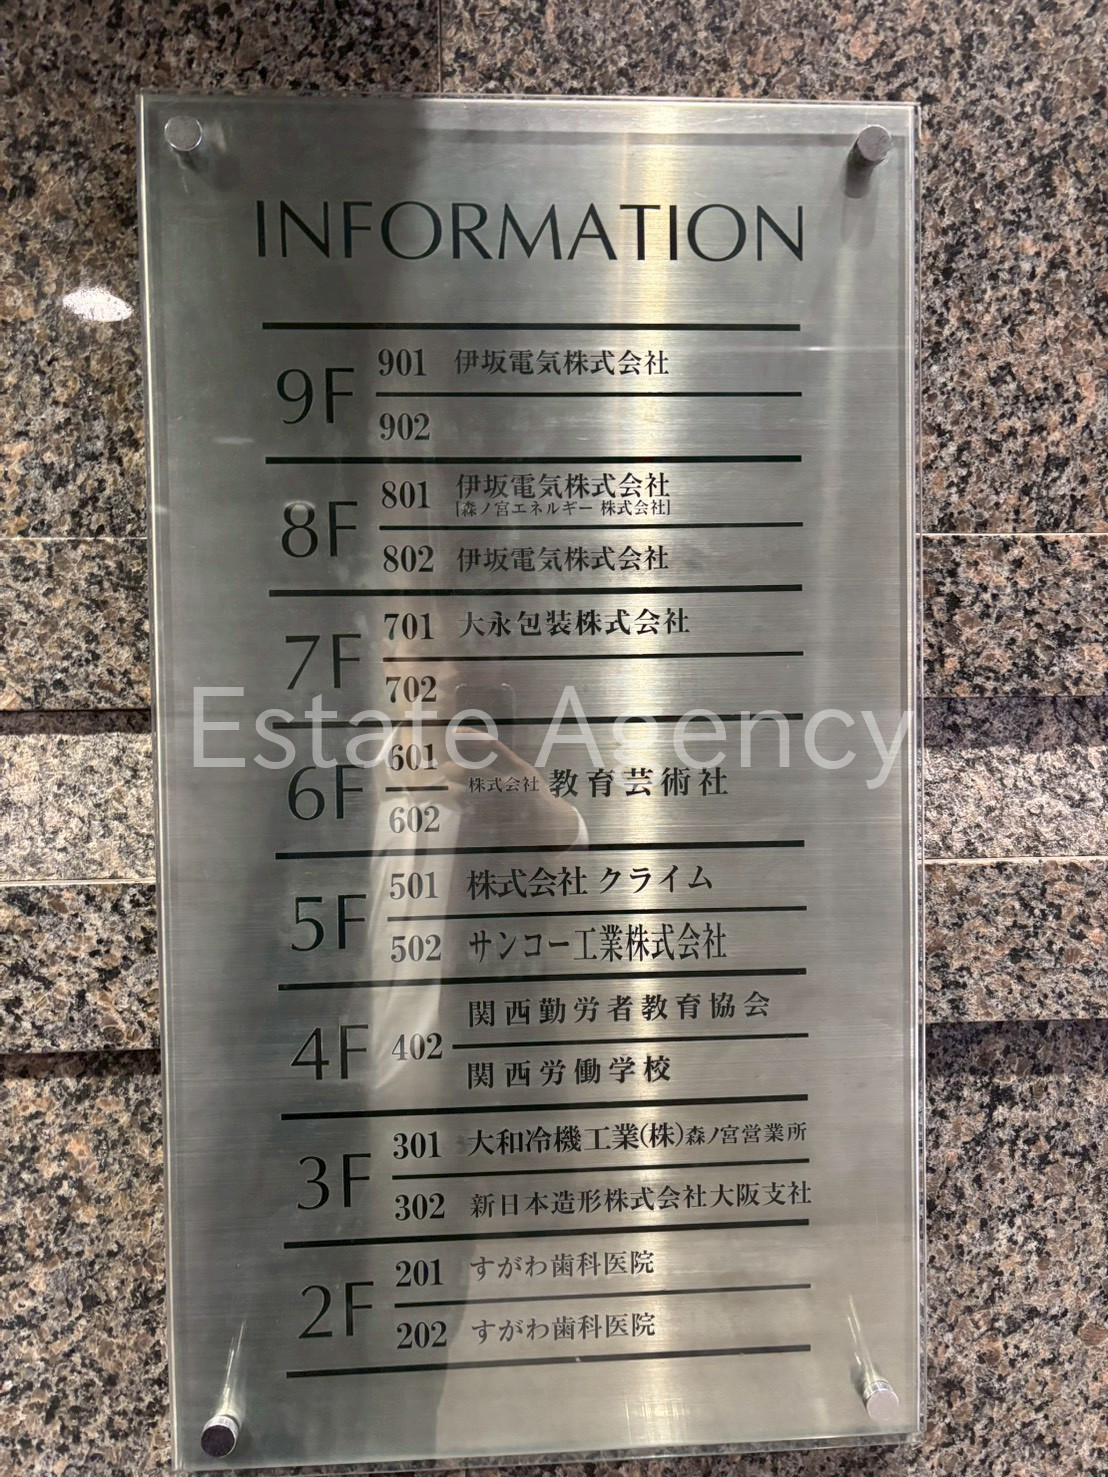 INFORMATION
9F
901 伊坂電気株式会社
902
8F
801 伊坂電気株式会社
[森ノ宮エネルギー 株式会社]
802 伊坂電気株式会社
7F
701 大永包装株式会社
702
Estate Agency
6F
601
株式会社 教育芸術社
602
5F
501 株式会社 クライム
502 サンコー工業株式会社
4F
402
関西勤労者教育協会
関西労働学校
3F
301 大和冷機工業(株)森ノ宮営業所
302 新日本造形株式会社大阪支社
2F
201 すがわ歯科医院
202 すがわ歯科医院